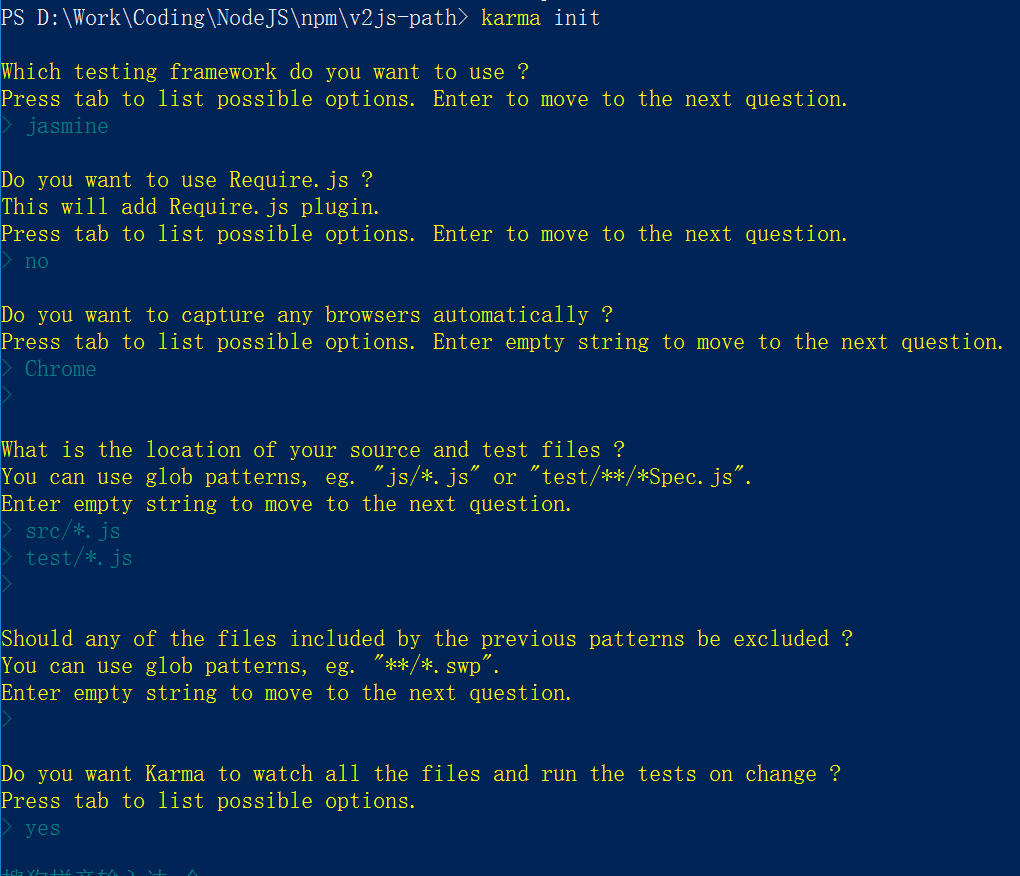 PS D:\Work\Coding\NodeJS\npm\v2js-path> karma init
Which testing framework do you want to use ?
Press tab to list possible options. Enter to move to the next question.
> jasmine
Do you want to use Require.js ?
This will add Require.js plugin.
Press tab to list possible options. Enter to move to the next question.
> no
Do you want to capture any browsers automatically ?
Press tab to list possible options. Enter empty string to move to the next question.
> Chrome
>
What is the location of your source and test files ?
You can use glob patterns, eg. "js/*.js" or "test/**/*Spec.js".
Enter empty string to move to the next question.
> src/*.js
> test/*.js
>
Should any of the files included by the previous patterns be excluded ?
You can use glob patterns, eg. "**/*.swp".
Enter empty string to move to the next question.
>
Do you want Karma to watch all the files and run the tests on change ?
Press tab to list possible options.
> yes